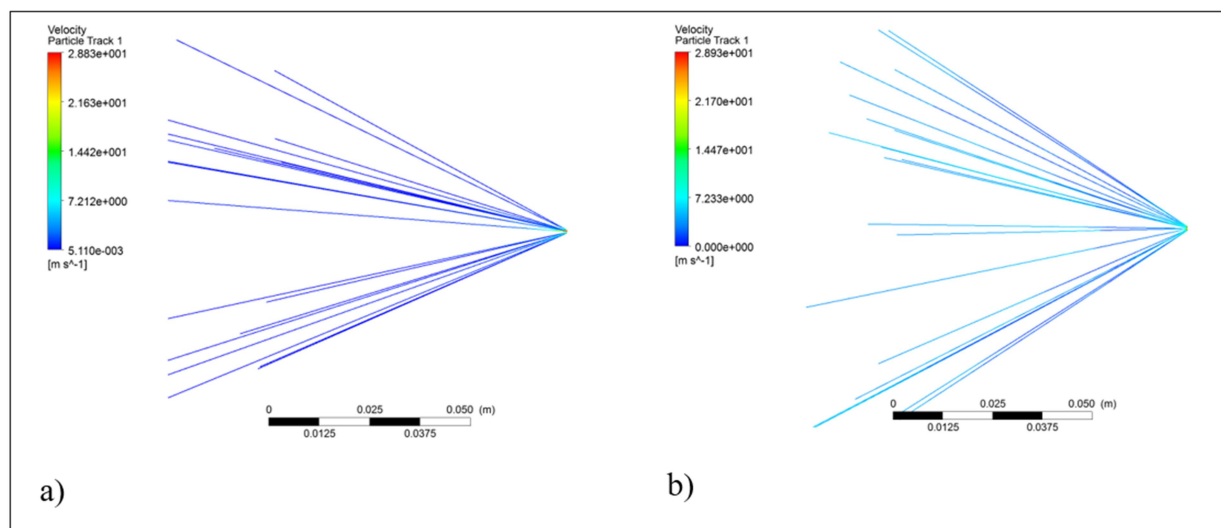 Velocity
Particle Track 1
2.883e+001
2.163e+001
1.442e+001
7.212e+000
5.110e-003
[m s^-1]
0 0.025 0.050 (m)
0.0125 0.0375
a)
Velocity
Particle Track 1
2.893e+001
2.170e+001
1.447e+001
7.233e+000
0.000e+000
[m s^-1]
0 0.025 0.050 (m)
0.0125 0.0375
b)